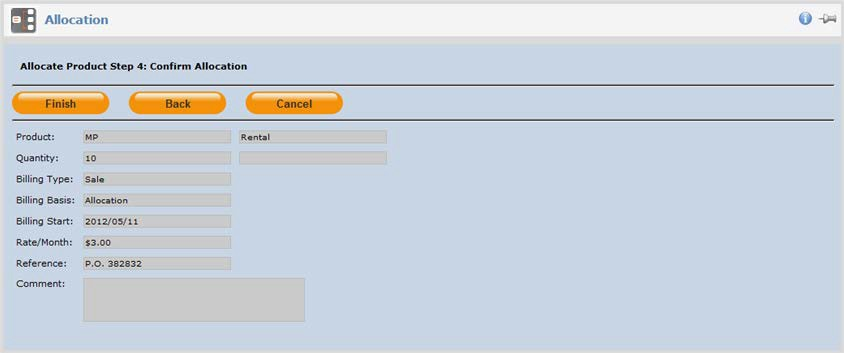 Allocation
Allocate Product Step 4: Confirm Allocation
Finish Back Cancel
Product: MP Rental
Quantity: 10
Billing Type: Sale
Billing Basis: Allocation
Billing Start: 2012/05/11
Rate/Month: $3.00
Reference: P.O. 382832
Comment: